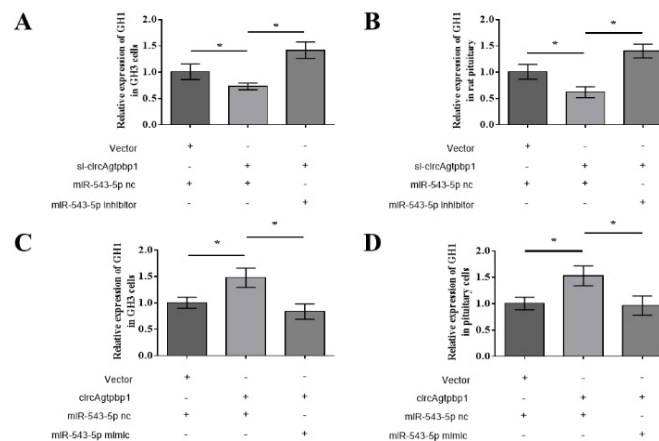 A
Relative expression of GH1
in GH3 cells
1.5
1.0
0.5
0.0
*
*
Vector + - -
si-circAgtpbp1 - + +
miR-543-5p nc + + -
miR-543-5p inhibitor - - +
B
Relative expression of GH1
in rat pituitary
1.5
1.0
0.5
0.0
*
*
Vector + - -
si-circAgtpbp1 - + +
miR-543-5p nc + + -
miR-543-5p inhibitor - - +
C
Relative expression of GH1
in GH3 cells
2.0
1.5
1.0
0.5
0.0
*
*
Vector + - -
circAgtpbp1 - + +
miR-543-5p nc + + -
miR-543-5p mimic - - +
D
Relative expression of GH1
in pituitary cells
2.0
1.5
1.0
0.5
0.0
*
*
Vector + - -
circAgtpbp1 - + +
miR-543-5p nc + + -
miR-543-5p mimic - - +